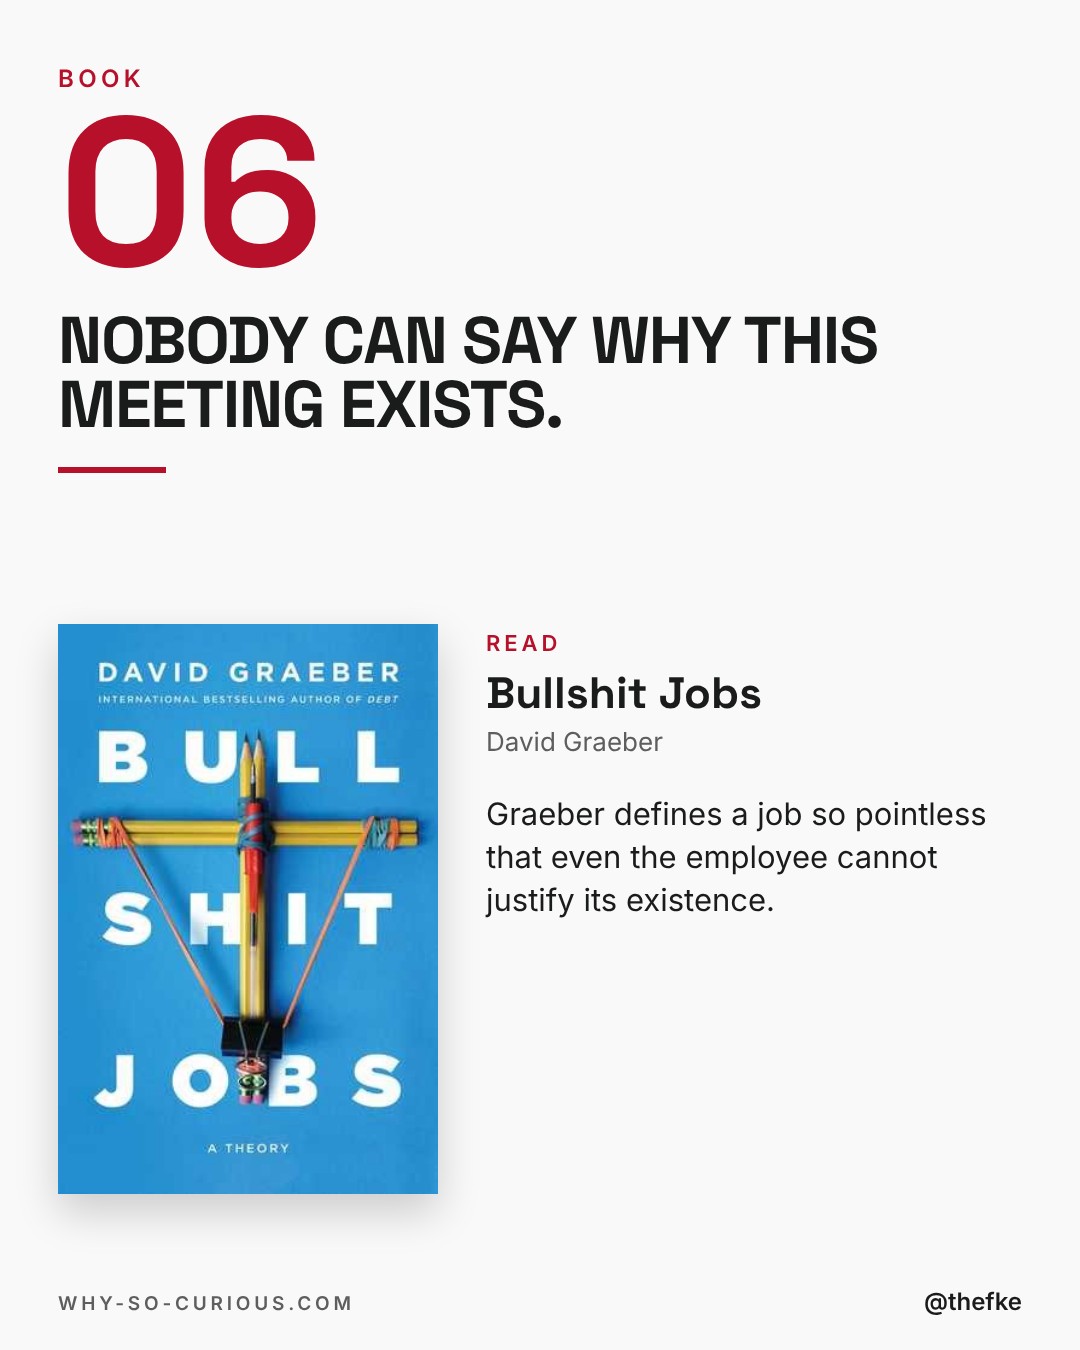 BOOK
06
NOBODY CAN SAY WHY THIS
MEETING EXISTS.
DAVID GRAEBER
INTERNATIONAL BESTSELLING AUTHOR OF DEBT
BULL
SHIT
JOBS
A THEORY
READ
Bullshit Jobs
David Graeber
Graeber defines a job so pointless
that even the employee cannot
justify its existence.
WHY-SO-CURIOUS.COM
@thefke